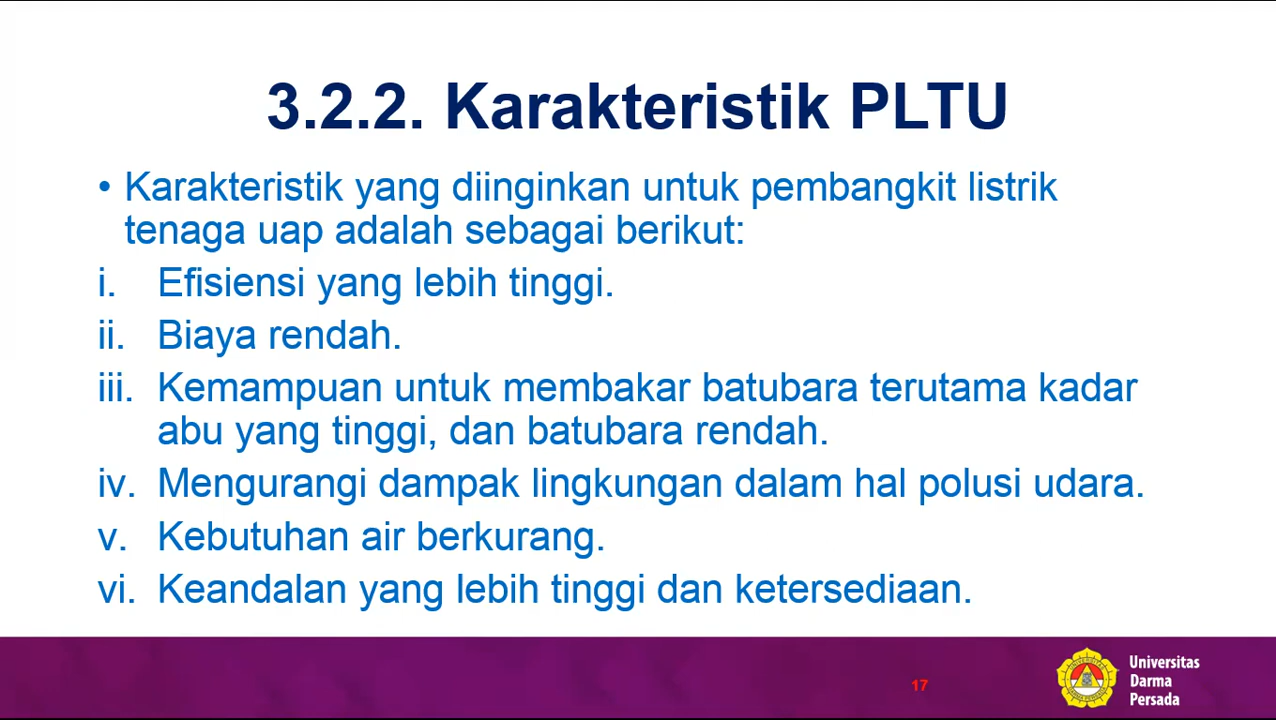 3.2.2. Karakteristik PLTU
• Karakteristik yang diinginkan untuk pembangkit listrik
tenaga uap adalah sebagai berikut:
i. Efisiensi yang lebih tinggi.
ii. Biaya rendah.
iii. Kemampuan untuk membakar batubara terutama kadar
abu yang tinggi, dan batubara rendah.
iv. Mengurangi dampak lingkungan dalam hal polusi udara.
v. Kebutuhan air berkurang.
vi. Keandalan yang lebih tinggi dan ketersediaan.
17
Universitas
Darma
Persada